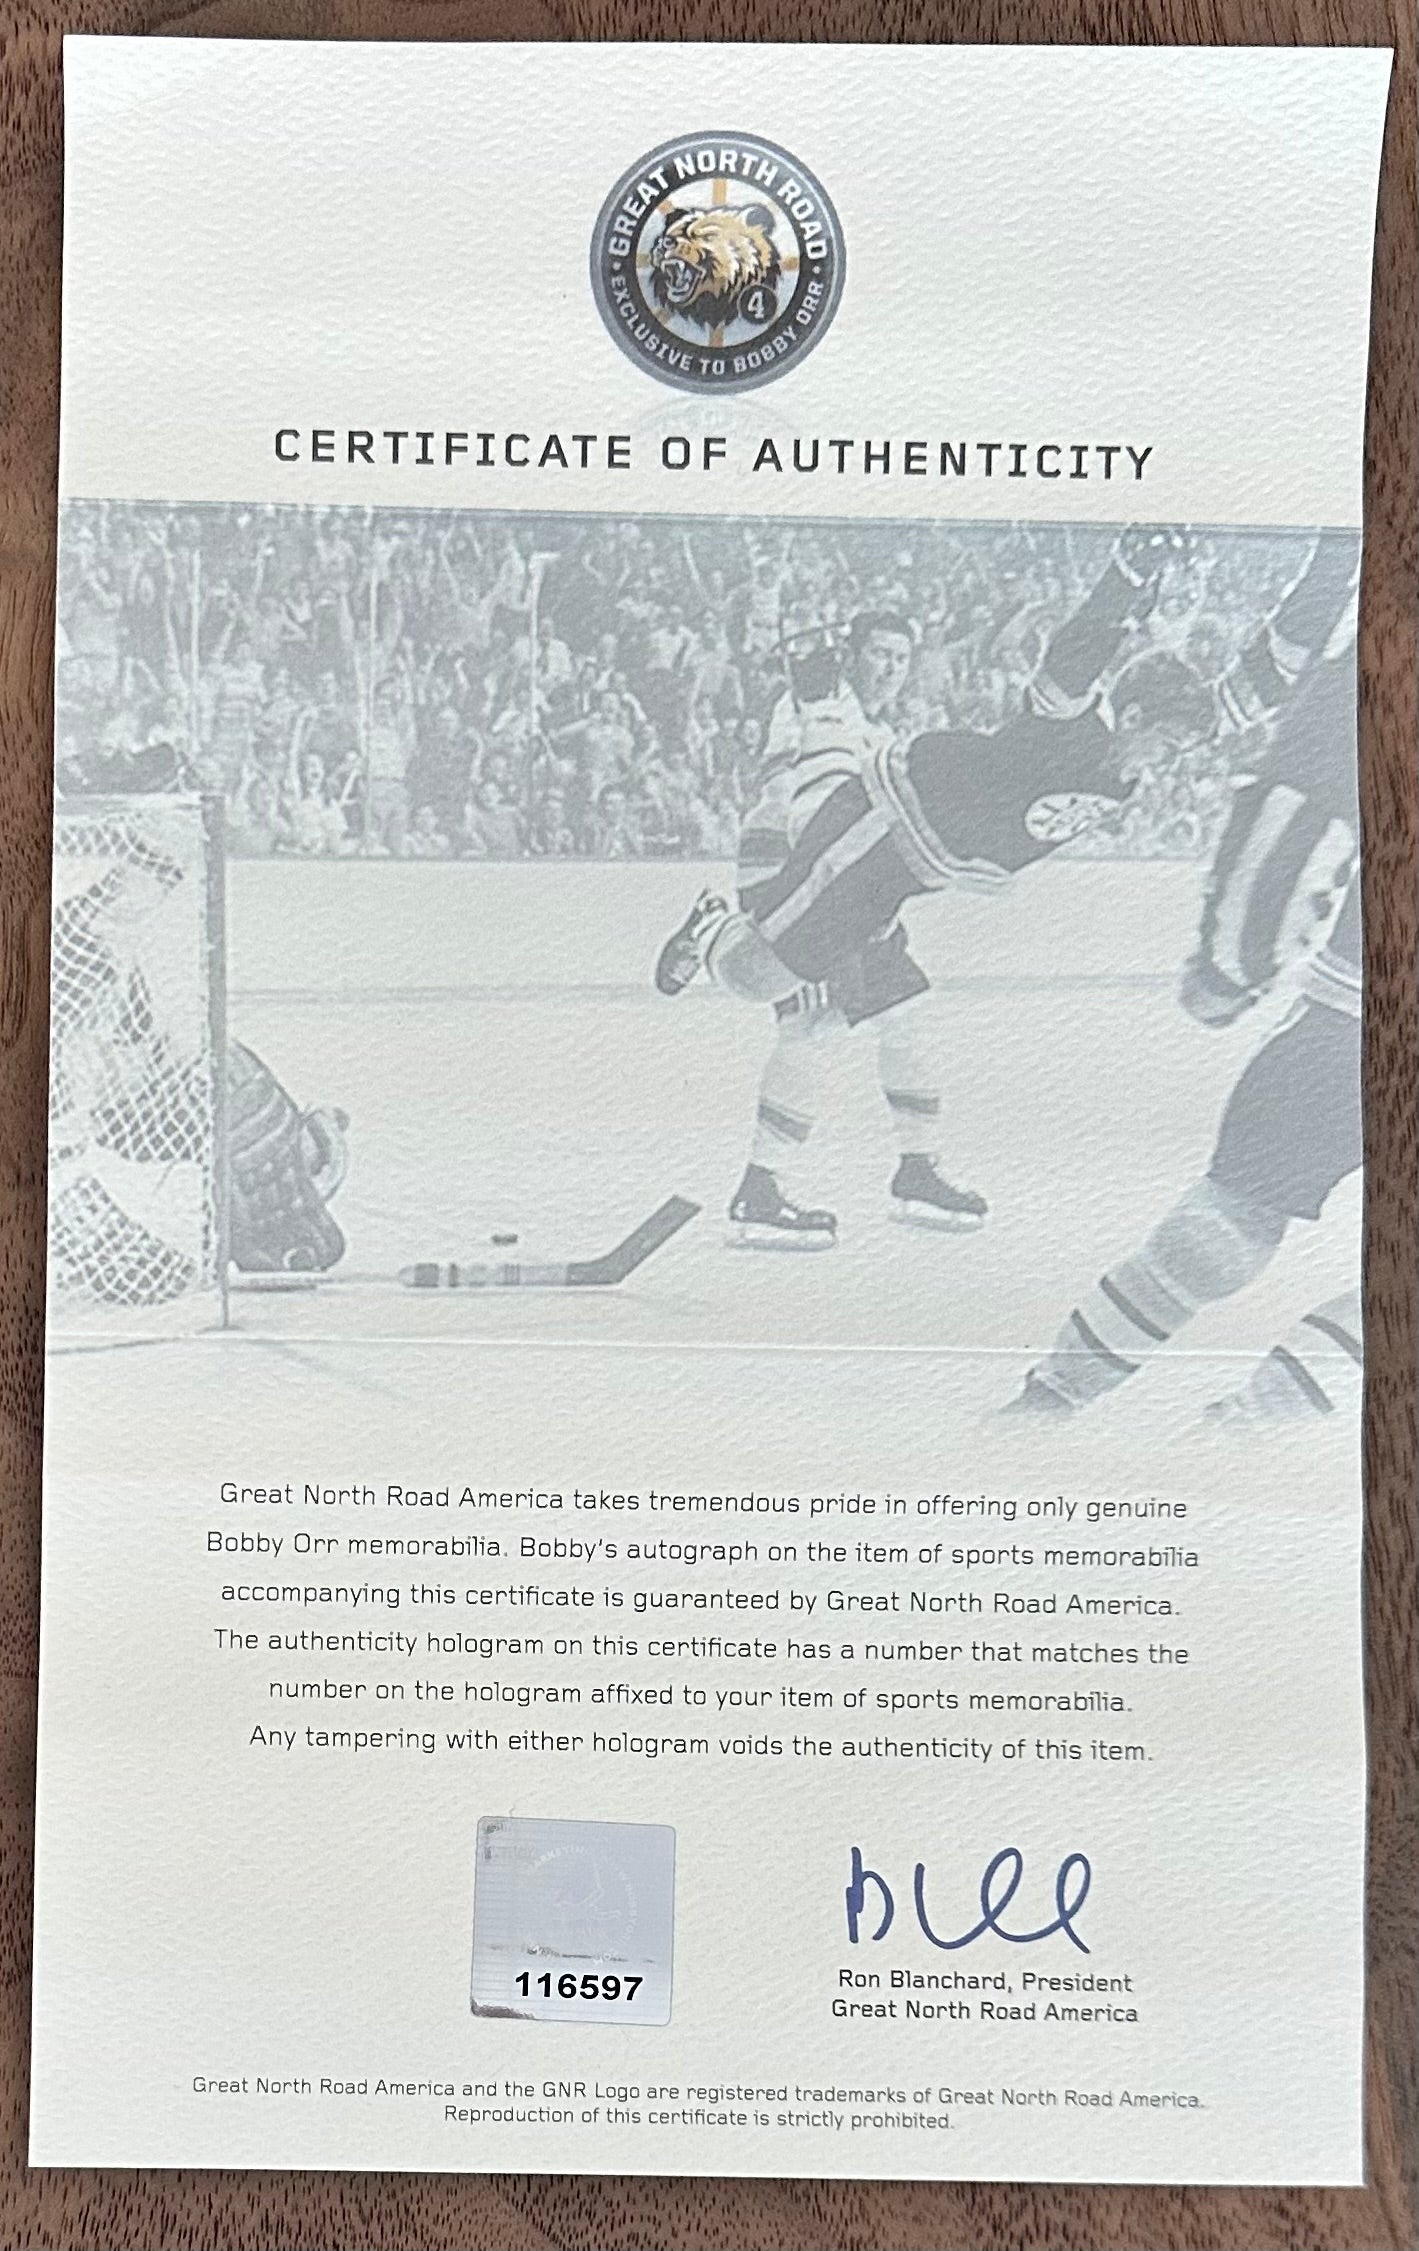 GREAT NORTH ROAD
4
EXCLUSIVE TO BOBBY ORR
CERTIFICATE OF AUTHENTICITY
Great North Road America takes tremendous pride in offering only genuine
Bobby Orr memorabilia. Bobby's autograph on the item of sports memorabilia
accompanying this certificate is guaranteed by Great North Road America.
The authenticity hologram on this certificate has a number that matches the
number on the hologram affixed to your item of sports memorabilia.
Any tampering with either hologram voids the authenticity of this item.
116597
Ron Blanchard, President
Great North Road America
Great North Road America and the GNR Logo are registered trademarks of Great North Road America.
Reproduction of this certificate is strictly prohibited.